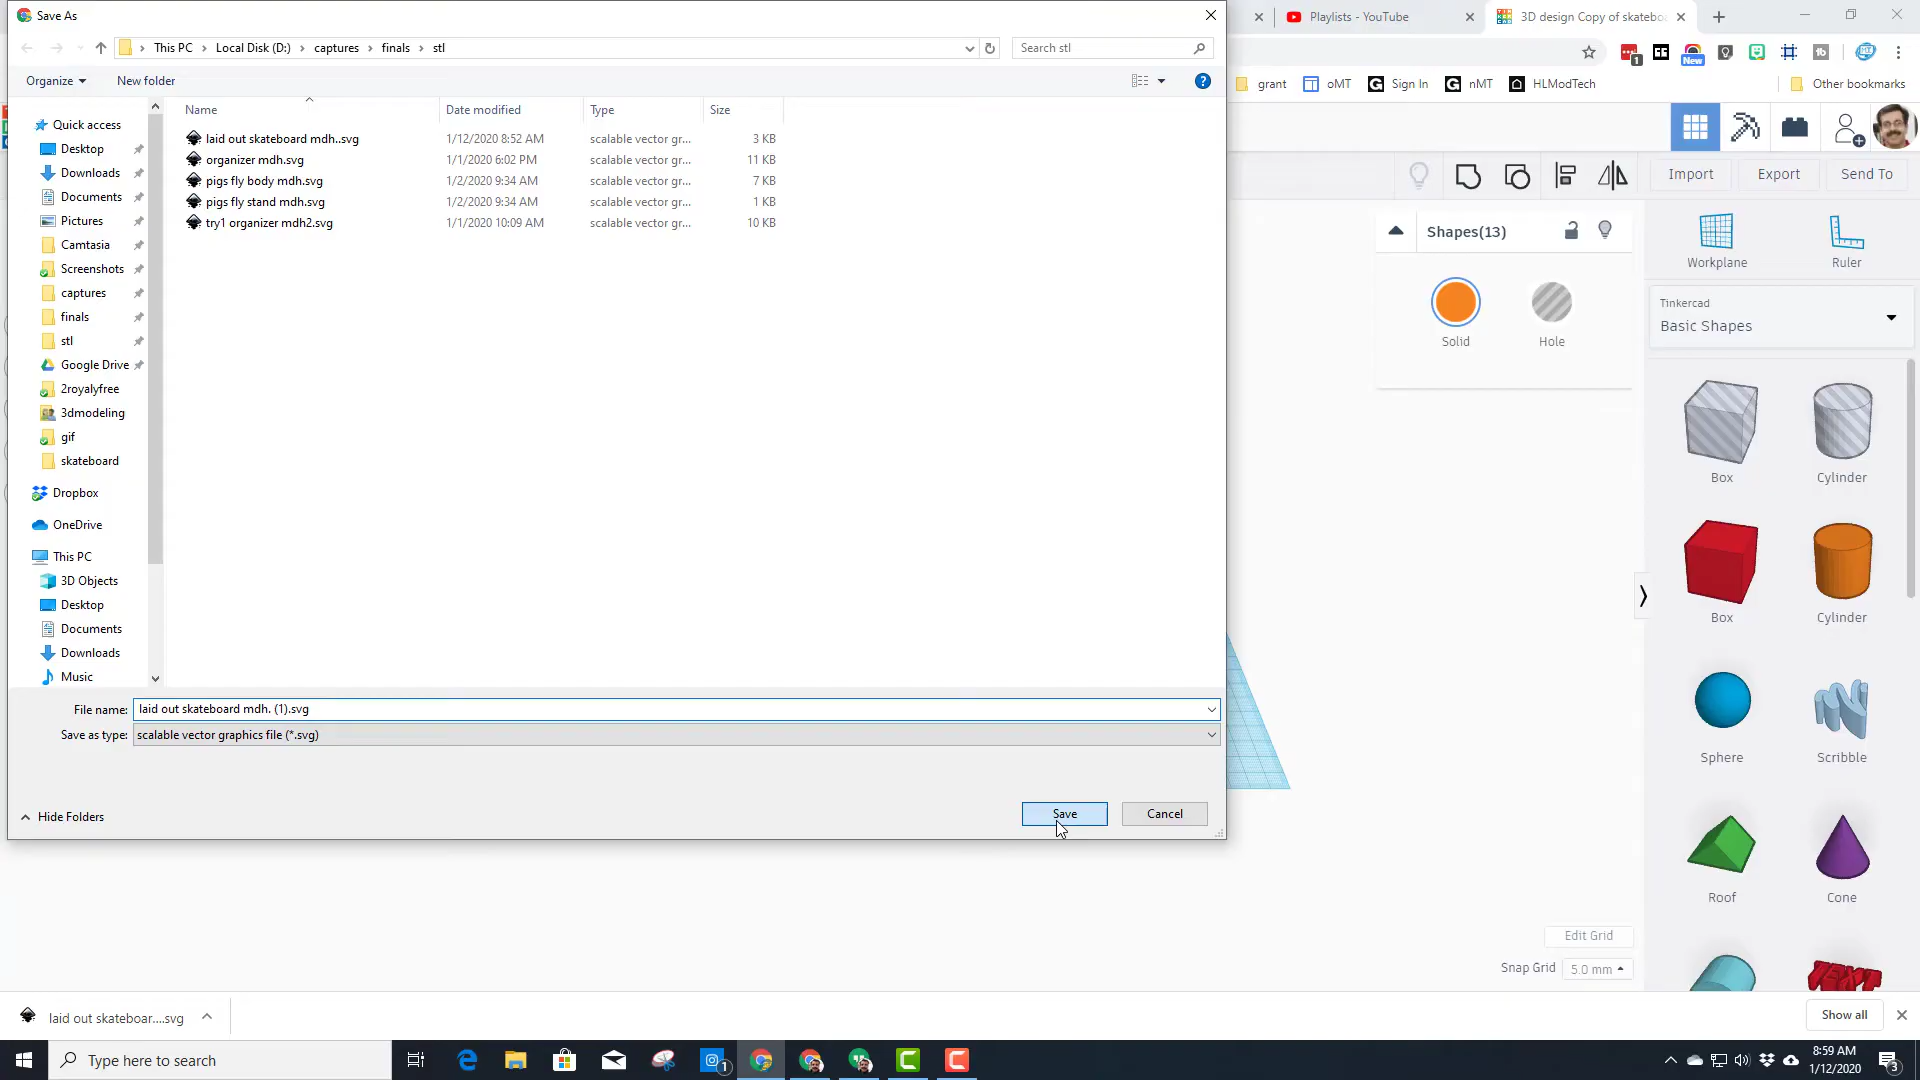 Save As
Playlists - YouTube
3D design Copy of skatebo
This PC
Local Disk (D:)
captures
finals
stl
Search stl
1
New
Organize
New folder
?
grant
oMT
Sign In
nMT
HLModTech
Other bookmarks
Name
Date modified
Type
Size
laid out skateboard mdh..svg 1/12/2020 8:52 AM scalable vector gr... 3 KB
organizer mdh.svg 1/1/2020 6:02 PM scalable vector gr... 11 KB
pigs fly body mdh.svg 1/2/2020 9:34 AM scalable vector gr... 7 KB
pigs fly stand mdh.svg 1/2/2020 9:34 AM scalable vector gr... 1 KB
try1 organizer mdh2.svg 1/1/2020 10:09 AM scalable vector gr... 10 KB
Quick access
Desktop
Downloads
Documents
Pictures
Camtasia
Screenshots
captures
finals
stl
Google Drive
2royalyfree
3dmodeling
gif
skateboard
Dropbox
OneDrive
This PC
3D Objects
Desktop
Documents
Downloads
Music
Import
Export
Send To
Shapes(13)
Solid
Hole
Workplane
Ruler
Tinkercad
Basic Shapes
Box
Cylinder
Box
Cylinder
Sphere
Scribble
Roof
Cone
TEXT
File name: laid out skateboard mdh. (1).svg
Save as type: scalable vector graphics file (*.svg)
Hide Folders
Save
Cancel
Edit Grid
Snap Grid
5.0 mm
laid out skateboar....svg
Show all
Type here to search
1
8:59 AM
1/12/2020
3